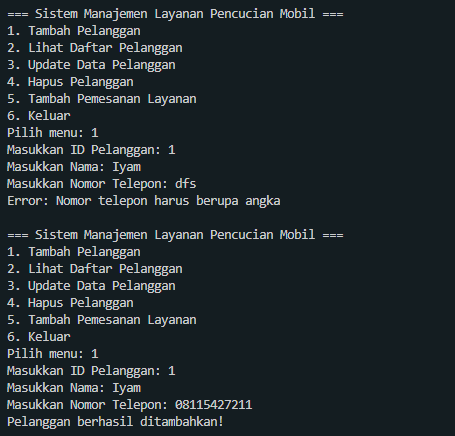 === Sistem Manajemen Layanan Pencucian Mobil ===
1. Tambah Pelanggan
2. Lihat Daftar Pelanggan
3. Update Data Pelanggan
4. Hapus Pelanggan
5. Tambah Pemesanan Layanan
6. Keluar
Pilih menu: 1
Masukkan ID Pelanggan: 1
Masukkan Nama: Iyam
Masukkan Nomor Telepon: dfs
Error: Nomor telepon harus berupa angka

=== Sistem Manajemen Layanan Pencucian Mobil ===
1. Tambah Pelanggan
2. Lihat Daftar Pelanggan
3. Update Data Pelanggan
4. Hapus Pelanggan
5. Tambah Pemesanan Layanan
6. Keluar
Pilih menu: 1
Masukkan ID Pelanggan: 1
Masukkan Nama: Iyam
Masukkan Nomor Telepon: 08115427211
Pelanggan berhasil ditambahkan!